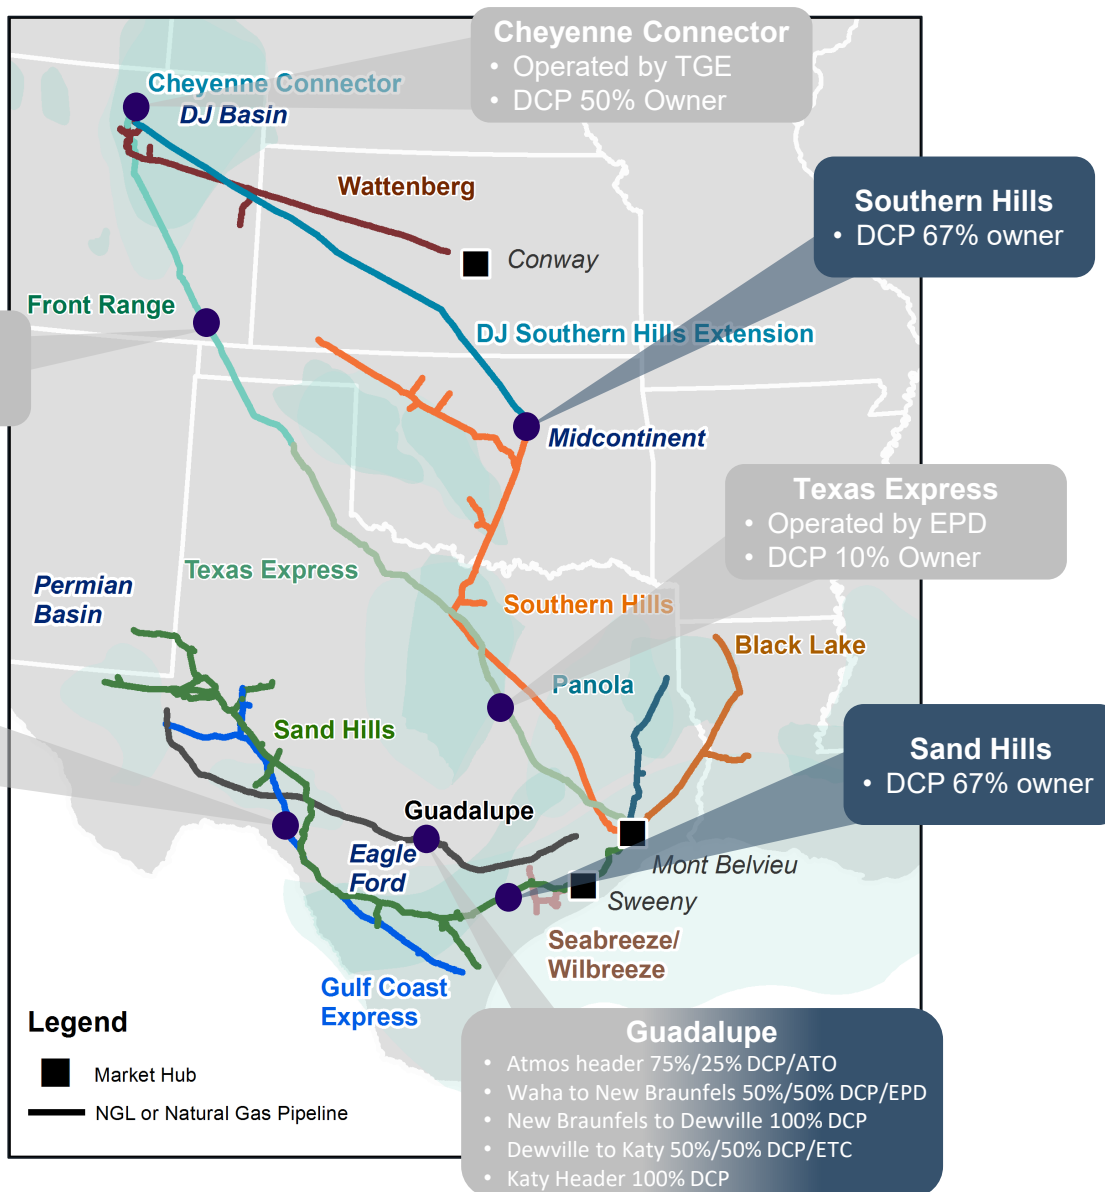 Cheyenne Connector
• Operated by TGE
• DCP 50% Owner
Cheyenne Connector
DJ Basin
Wattenberg
Southern Hills
• DCP 67% owner
Conway
Front Range
DJ Southern Hills Extension
Midcontinent
Texas Express
• Operated by EPD
• DCP 10% Owner
Texas Express
Permian
Basin
Southern Hills
Black Lake
Panola
Sand Hills
Sand Hills
• DCP 67% owner
Guadalupe
Eagle
Ford
Mont Belvieu
Sweeny
Seabreeze/
Wilbreeze
Gulf Coast
Express
Legend
Market Hub
NGL or Natural Gas Pipeline
Guadalupe
• Atmos header 75%/25% DCP/ATO
• Waha to New Braunfels 50%/50% DCP/EPD
• New Braunfels to Dewville 100% DCP
• Dewville to Katy 50%/50% DCP/ETC
• Katy Header 100% DCP